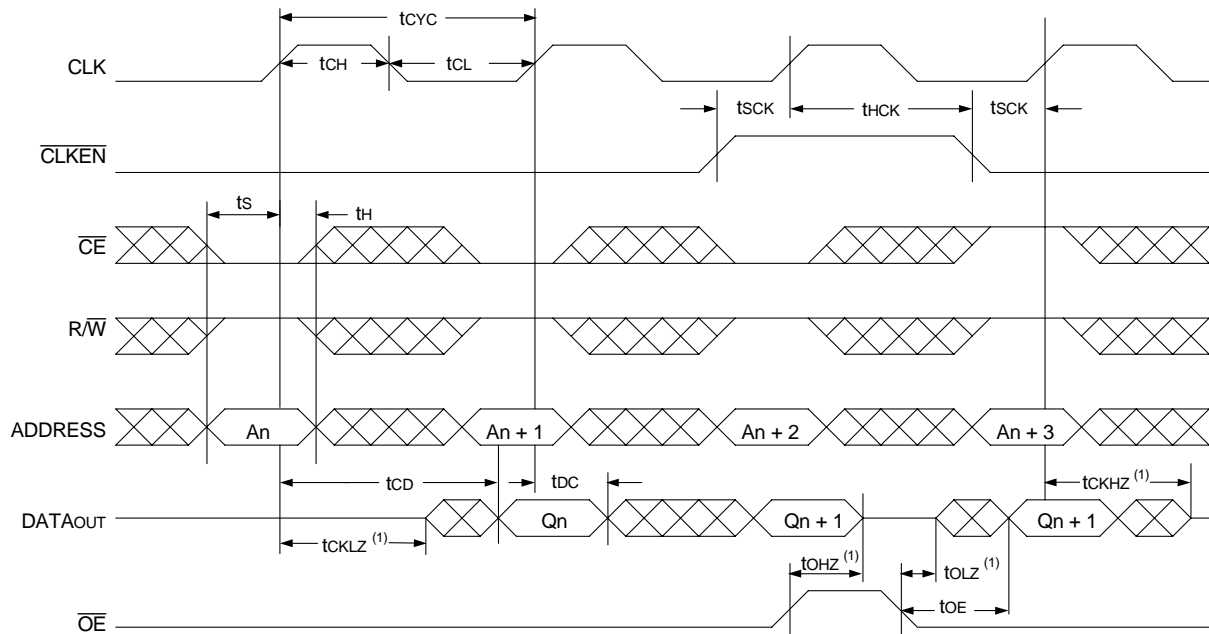 tCYC
CLK
tCH
tCL
tSCK
tHCK
tSCK
CLKEN
tS
tH
CE
R/W
ADDRESS
An
An + 1
An + 2
An + 3
tCD
tDC
tCKHZ (1)
DATAOUT
Qn
Qn + 1
Qn + 1
tCKLZ (1)
tOHZ (1)
tOLZ (1)
tOE
OE